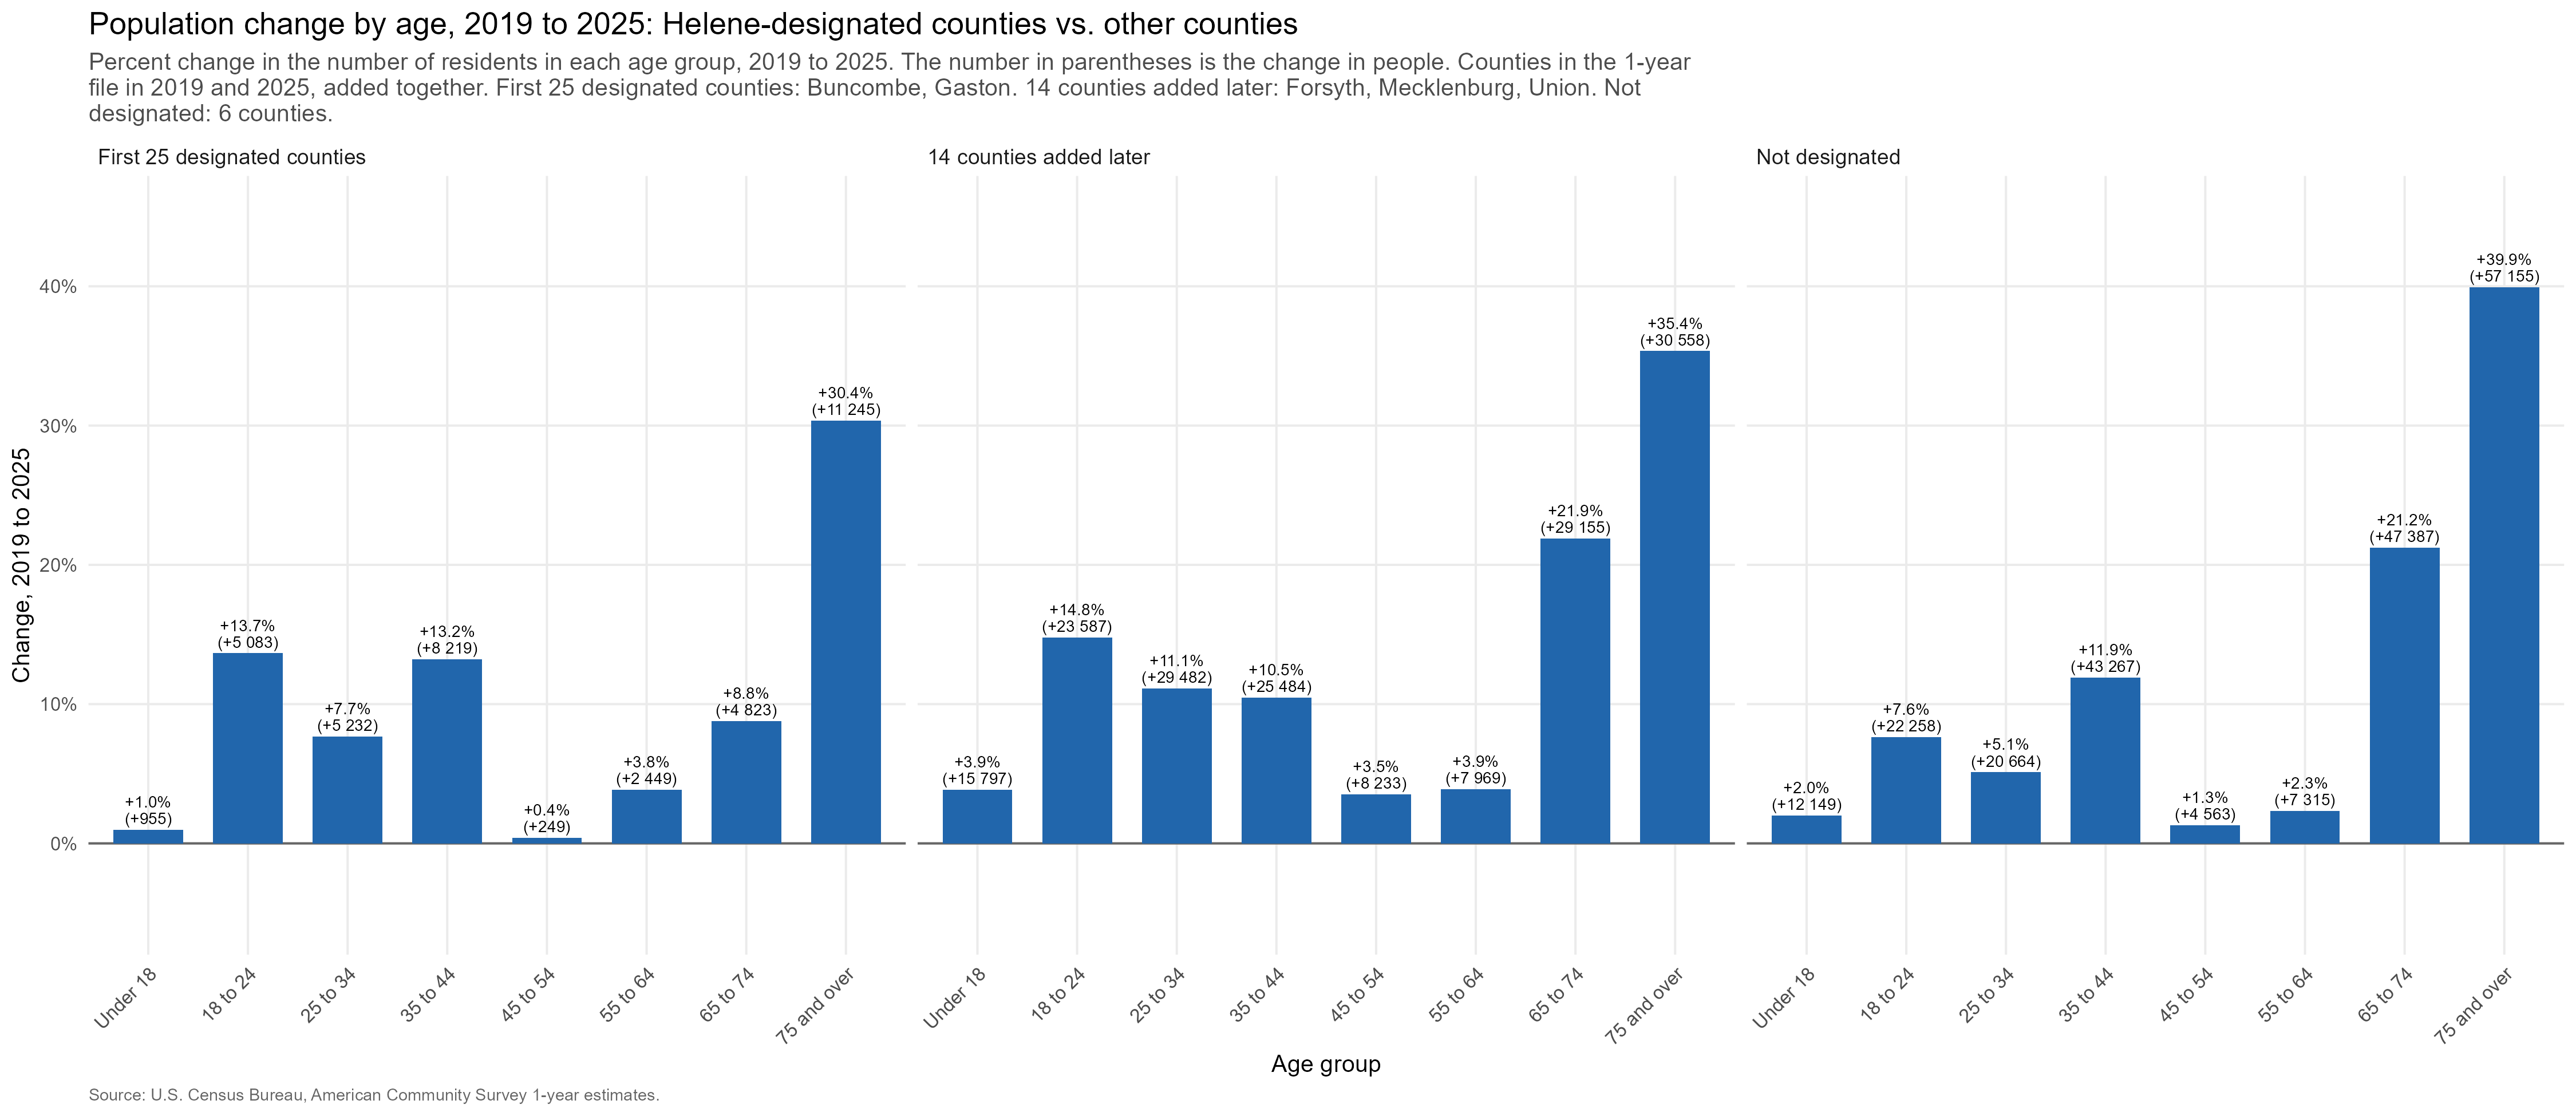 Population change by age, 2019 to 2025: Helene-designated counties vs. other counties
Percent change in the number of residents in each age group, 2019 to 2025. The number in parentheses is the change in people. Counties in the 1-year
file in 2019 and 2025, added together. First 25 designated counties: Buncombe, Gaston. 14 counties added later: Forsyth, Mecklenburg, Union. Not
designated: 6 counties.
First 25 designated counties
14 counties added later
Not designated
Change, 2019 to 2025
40%
30%
20%
10%
0%
+1.0%
(+955)
+13.7%
(+5 083)
+7.7%
(+5 232)
+13.2%
(+8 219)
+0.4%
(+249)
+3.8%
(+2 449)
+8.8%
(+4 823)
+30.4%
(+11 245)
+3.9%
(+15 797)
+14.8%
(+23 587)
+11.1%
(+29 482)
+10.5%
(+25 484)
+3.5%
(+8 233)
+3.9%
(+7 969)
+21.9%
(+29 155)
+35.4%
(+30 558)
+2.0%
(+12 149)
+7.6%
(+22 258)
+5.1%
(+20 664)
+11.9%
(+43 267)
+1.3%
(+4 563)
+2.3%
(+7 315)
+21.2%
(+47 387)
+39.9%
(+57 155)
Under 18
18 to 24
25 to 34
35 to 44
45 to 54
55 to 64
65 to 74
75 and over
Under 18
18 to 24
25 to 34
35 to 44
45 to 54
55 to 64
65 to 74
75 and over
Under 18
18 to 24
25 to 34
35 to 44
45 to 54
55 to 64
65 to 74
75 and over
Age group
Source: U.S. Census Bureau, American Community Survey 1-year estimates.